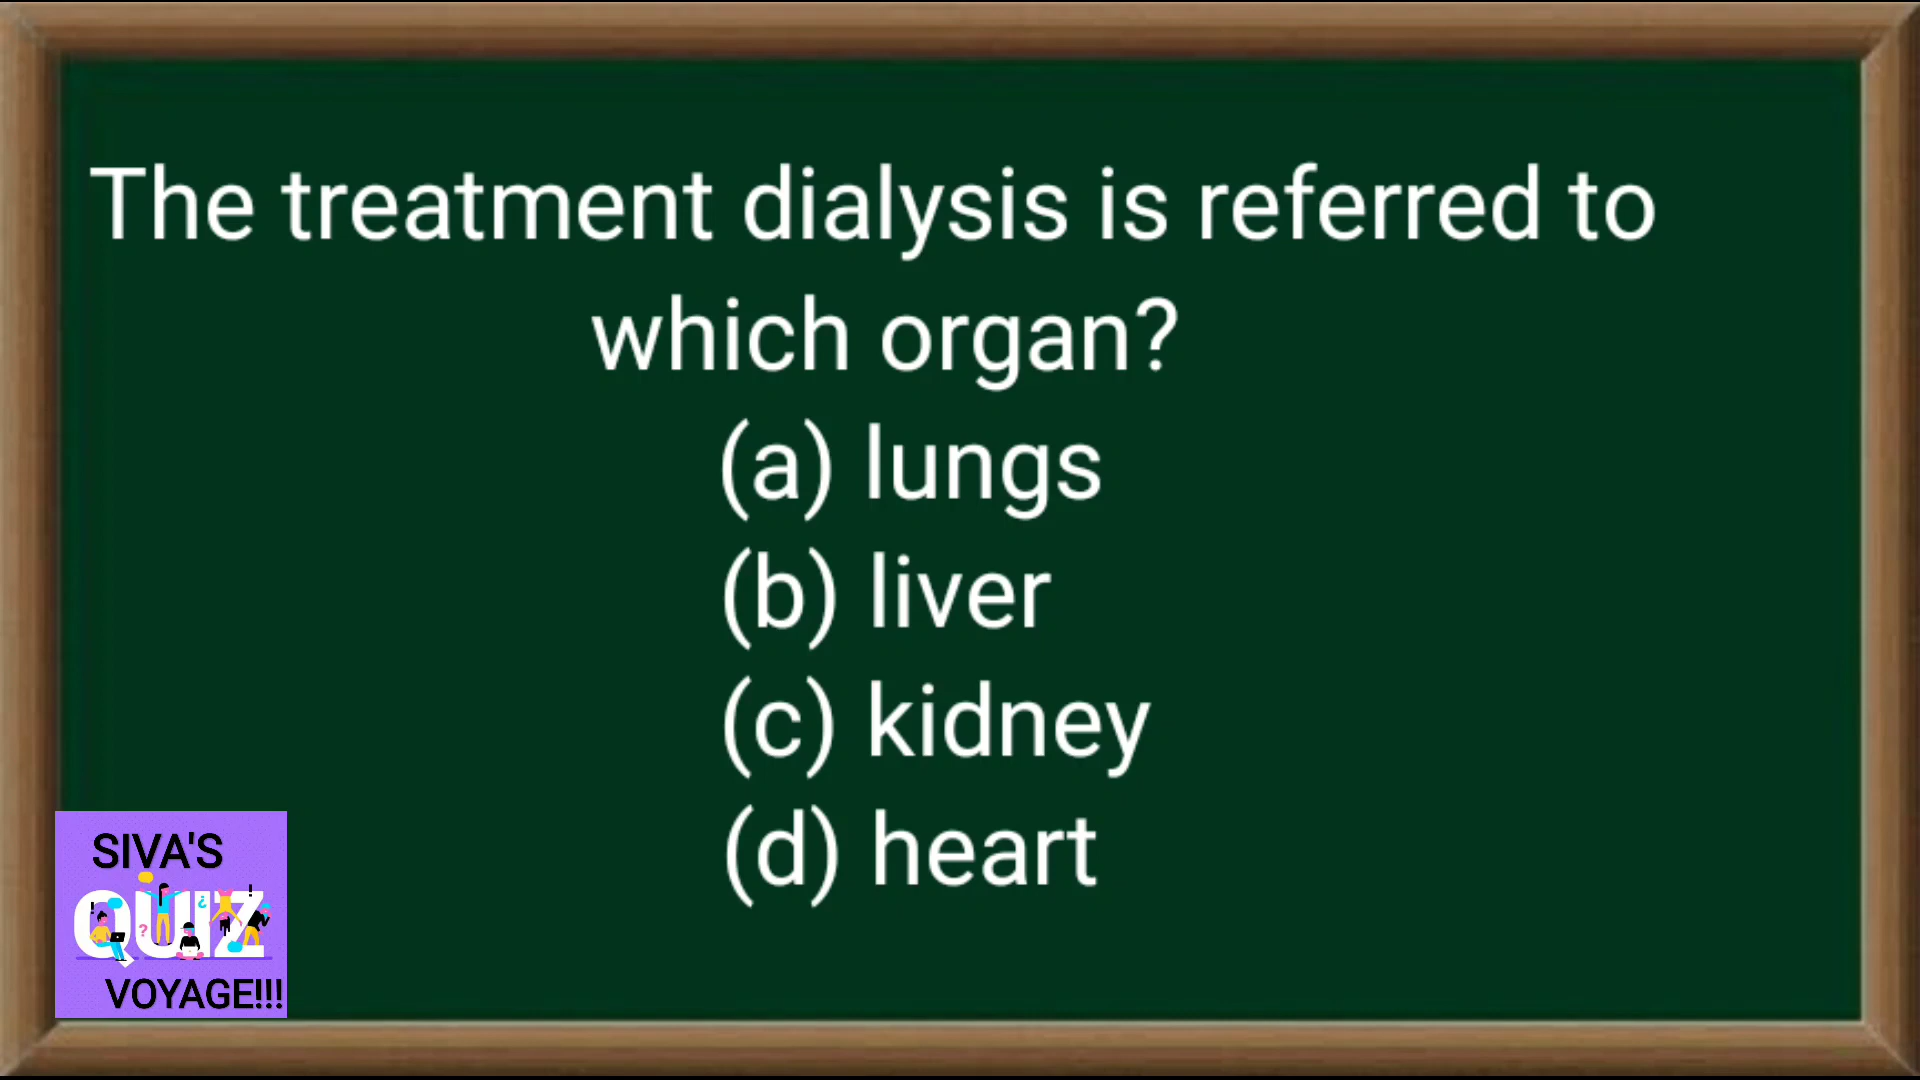 The treatment dialysis is referred to
which organ?
(a) lungs
(b) liver
(c) kidney
(d) heart
SIVA'S
QUIZ
VOYAGE!!!